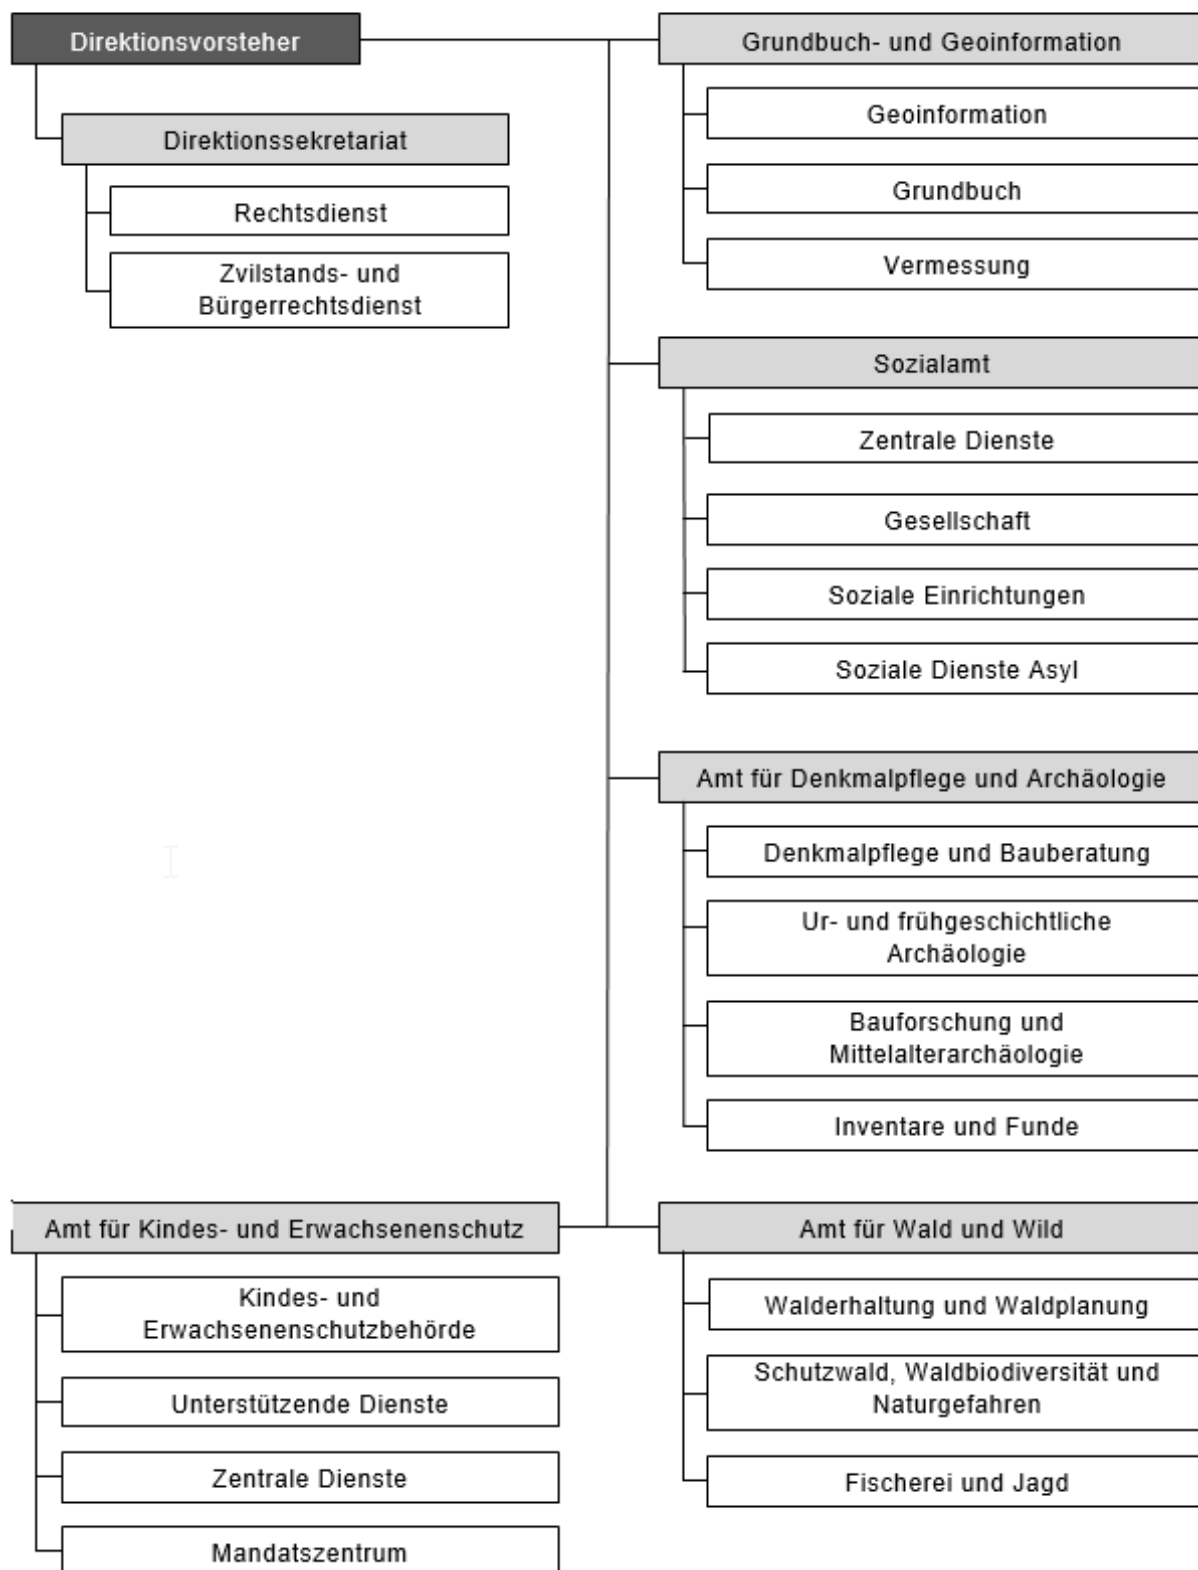 Direktionsvorsteher
Direktionssekretariat
Rechtsdienst
Zvilstands- und
Bürgerrechtsdienst
Grundbuch- und Geoinformation
Geoinformation
Grundbuch
Vermessung
Sozialamt
Zentrale Dienste
Gesellschaft
Soziale Einrichtungen
Soziale Dienste Asyl
Amt für Denkmalpflege und Archäologie
Denkmalpflege und Bauberatung
Ur- und frühgeschichtliche
Archäologie
Bauforschung und
Mittelalterarchäologie
Inventare und Funde
Amt für Kindes- und Erwachsenenschutz
Kindes- und
Erwachsenenschutzbehörde
Unterstützende Dienste
Zentrale Dienste
Mandatszentrum
Amt für Wald und Wild
Walderhaltung und Waldplanung
Schutzwald, Waldbiodiversität und
Naturgefahren
Fischerei und Jagd